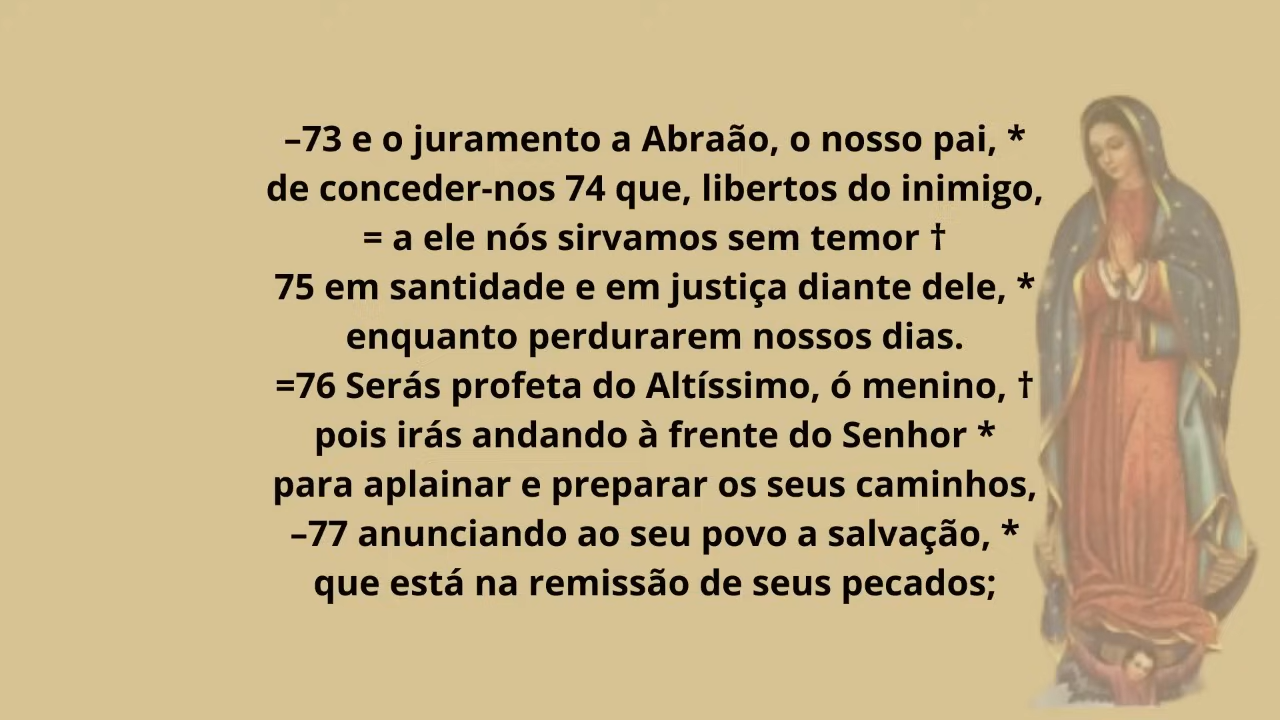 –73 e o juramento a Abraão, o nosso pai, *
de conceder-nos 74 que, libertos do inimigo,
= a ele nós sirvamos sem temor †
75 em santidade e em justiça diante dele, *
enquanto perdurarem nossos dias.
=76 Serás profeta do Altíssimo, ó menino, †
pois irás andando à frente do Senhor *
para aplainar e preparar os seus caminhos,
–77 anunciando ao seu povo a salvação, *
que está na remissão de seus pecados;